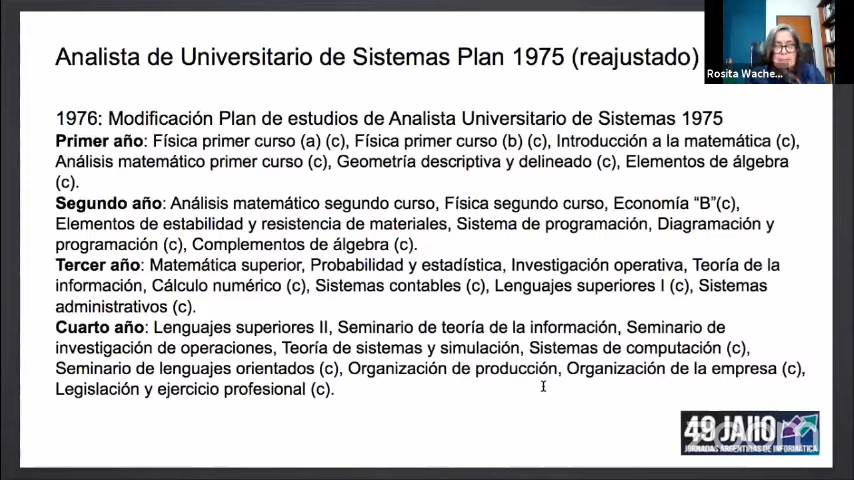 Analista de Universitario de Sistemas Plan 1975 (reajustado)
Rosita Wache...
1976: Modificación Plan de estudios de Analista Universitario de Sistemas 1975
Primer año: Física primer curso (a) (c), Física primer curso (b) (c), Introducción a la matemática (c),
Análisis matemático primer curso (c), Geometría descriptiva y delineado (c), Elementos de álgebra
(c).
Segundo año: Análisis matemático segundo curso, Física segundo curso, Economía “B”(c),
Elementos de estabilidad y resistencia de materiales, Sistema de programación, Diagramación y
programación (c), Complementos de álgebra (c).
Tercer año: Matemática superior, Probabilidad y estadística, Investigación operativa, Teoría de la
información, Cálculo numérico (c), Sistemas contables (c), Lenguajes superiores I (c), Sistemas
administrativos (c).
Cuarto año: Lenguajes superiores II, Seminario de teoría de la información, Seminario de
investigación de operaciones, Teoría de sistemas y simulación, Sistemas de computación (c),
Seminario de lenguajes orientados (c), Organización de producción, Organización de la empresa (c),
Legislación y ejercicio profesional (c).
49 JAIIO
zoom
JORNADAS ARGENTINAS DE INFORMÁTICA